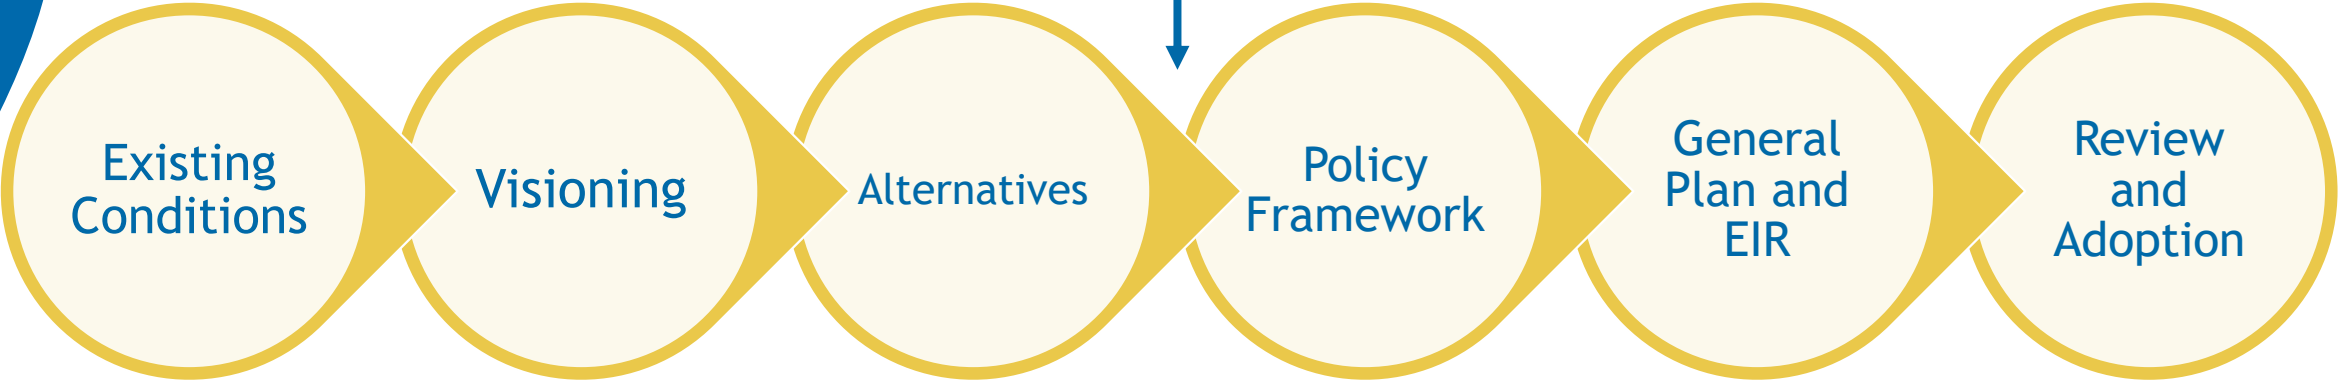 Existing
Conditions
Visioning
Alternatives
Policy
Framework
General
Plan and
EIR
Review
and
Adoption